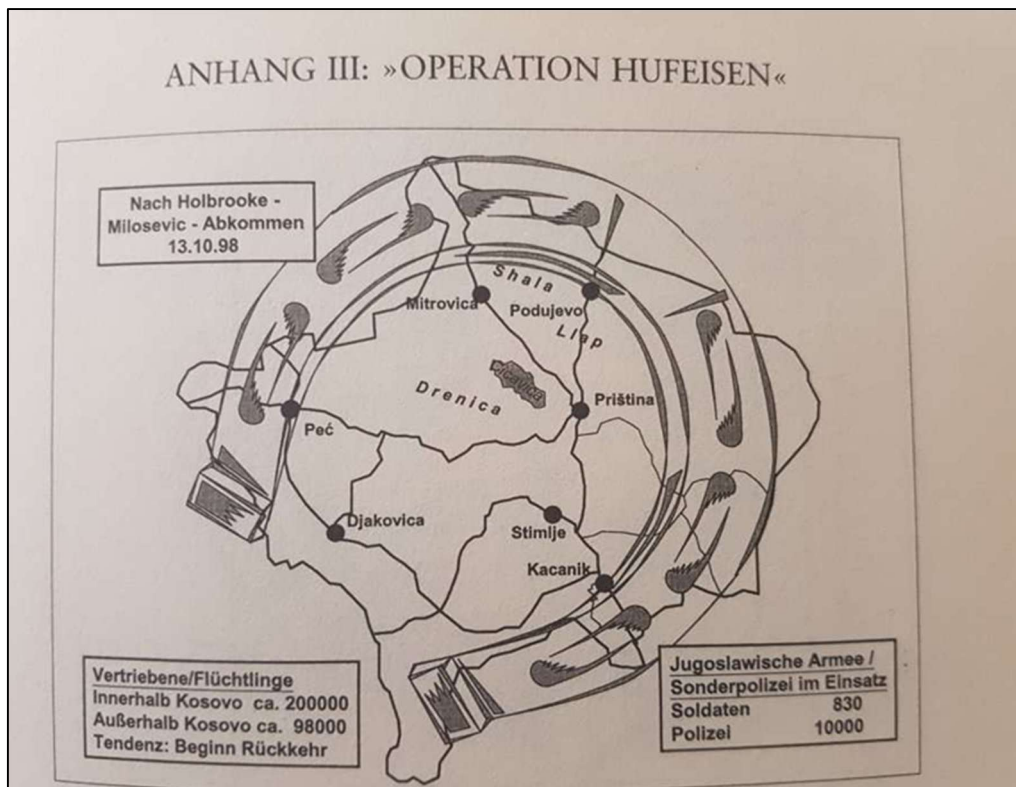 ANHANG III: »OPERATION HUFEISEN«
Nach Holbrooke -
Milosevic - Abkommen
13.10.98
Shala
Mitrovica
Podujevo
Llap
Cicavica
Drenica
Priština
Peć
Djakovica
Stimlje
Kacanik
Vertriebene/Flüchtlinge
Innerhalb Kosovo ca. 200000
Außerhalb Kosovo ca. 98000
Tendenz: Beginn Rückkehr
Jugoslawische Armee /
Sonderpolizei im Einsatz
Soldaten 830
Polizei 10000